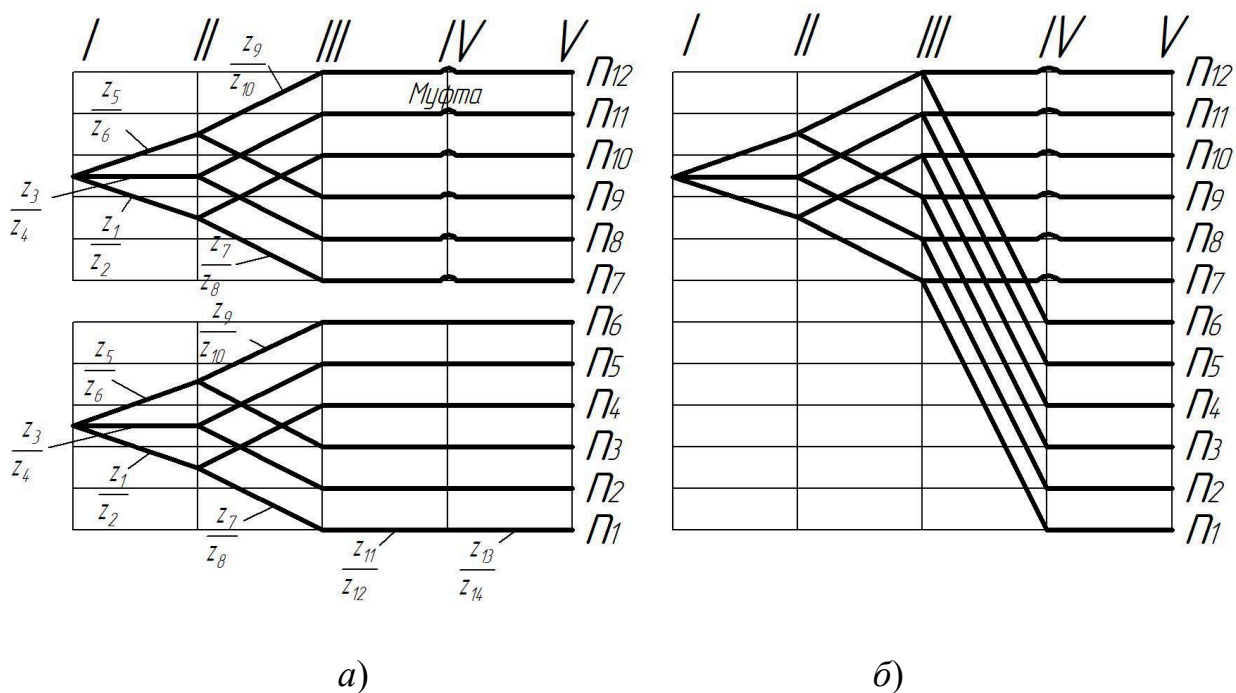 I II III IV V
z9
z10
П12
z5
z6
Муфта
П11
П10
z3
z4
П9
z1
z2
z7
z8
П8
П7
z9
z10
П6
z5
z6
П5
П4
z3
z4
П3
z1
z2
П2
z7
z8
П1
z11
z12
z13
z14
а)
I II III IV V
П12
П11
П10
П9
П8
П7
П6
П5
П4
П3
П2
П1
б)